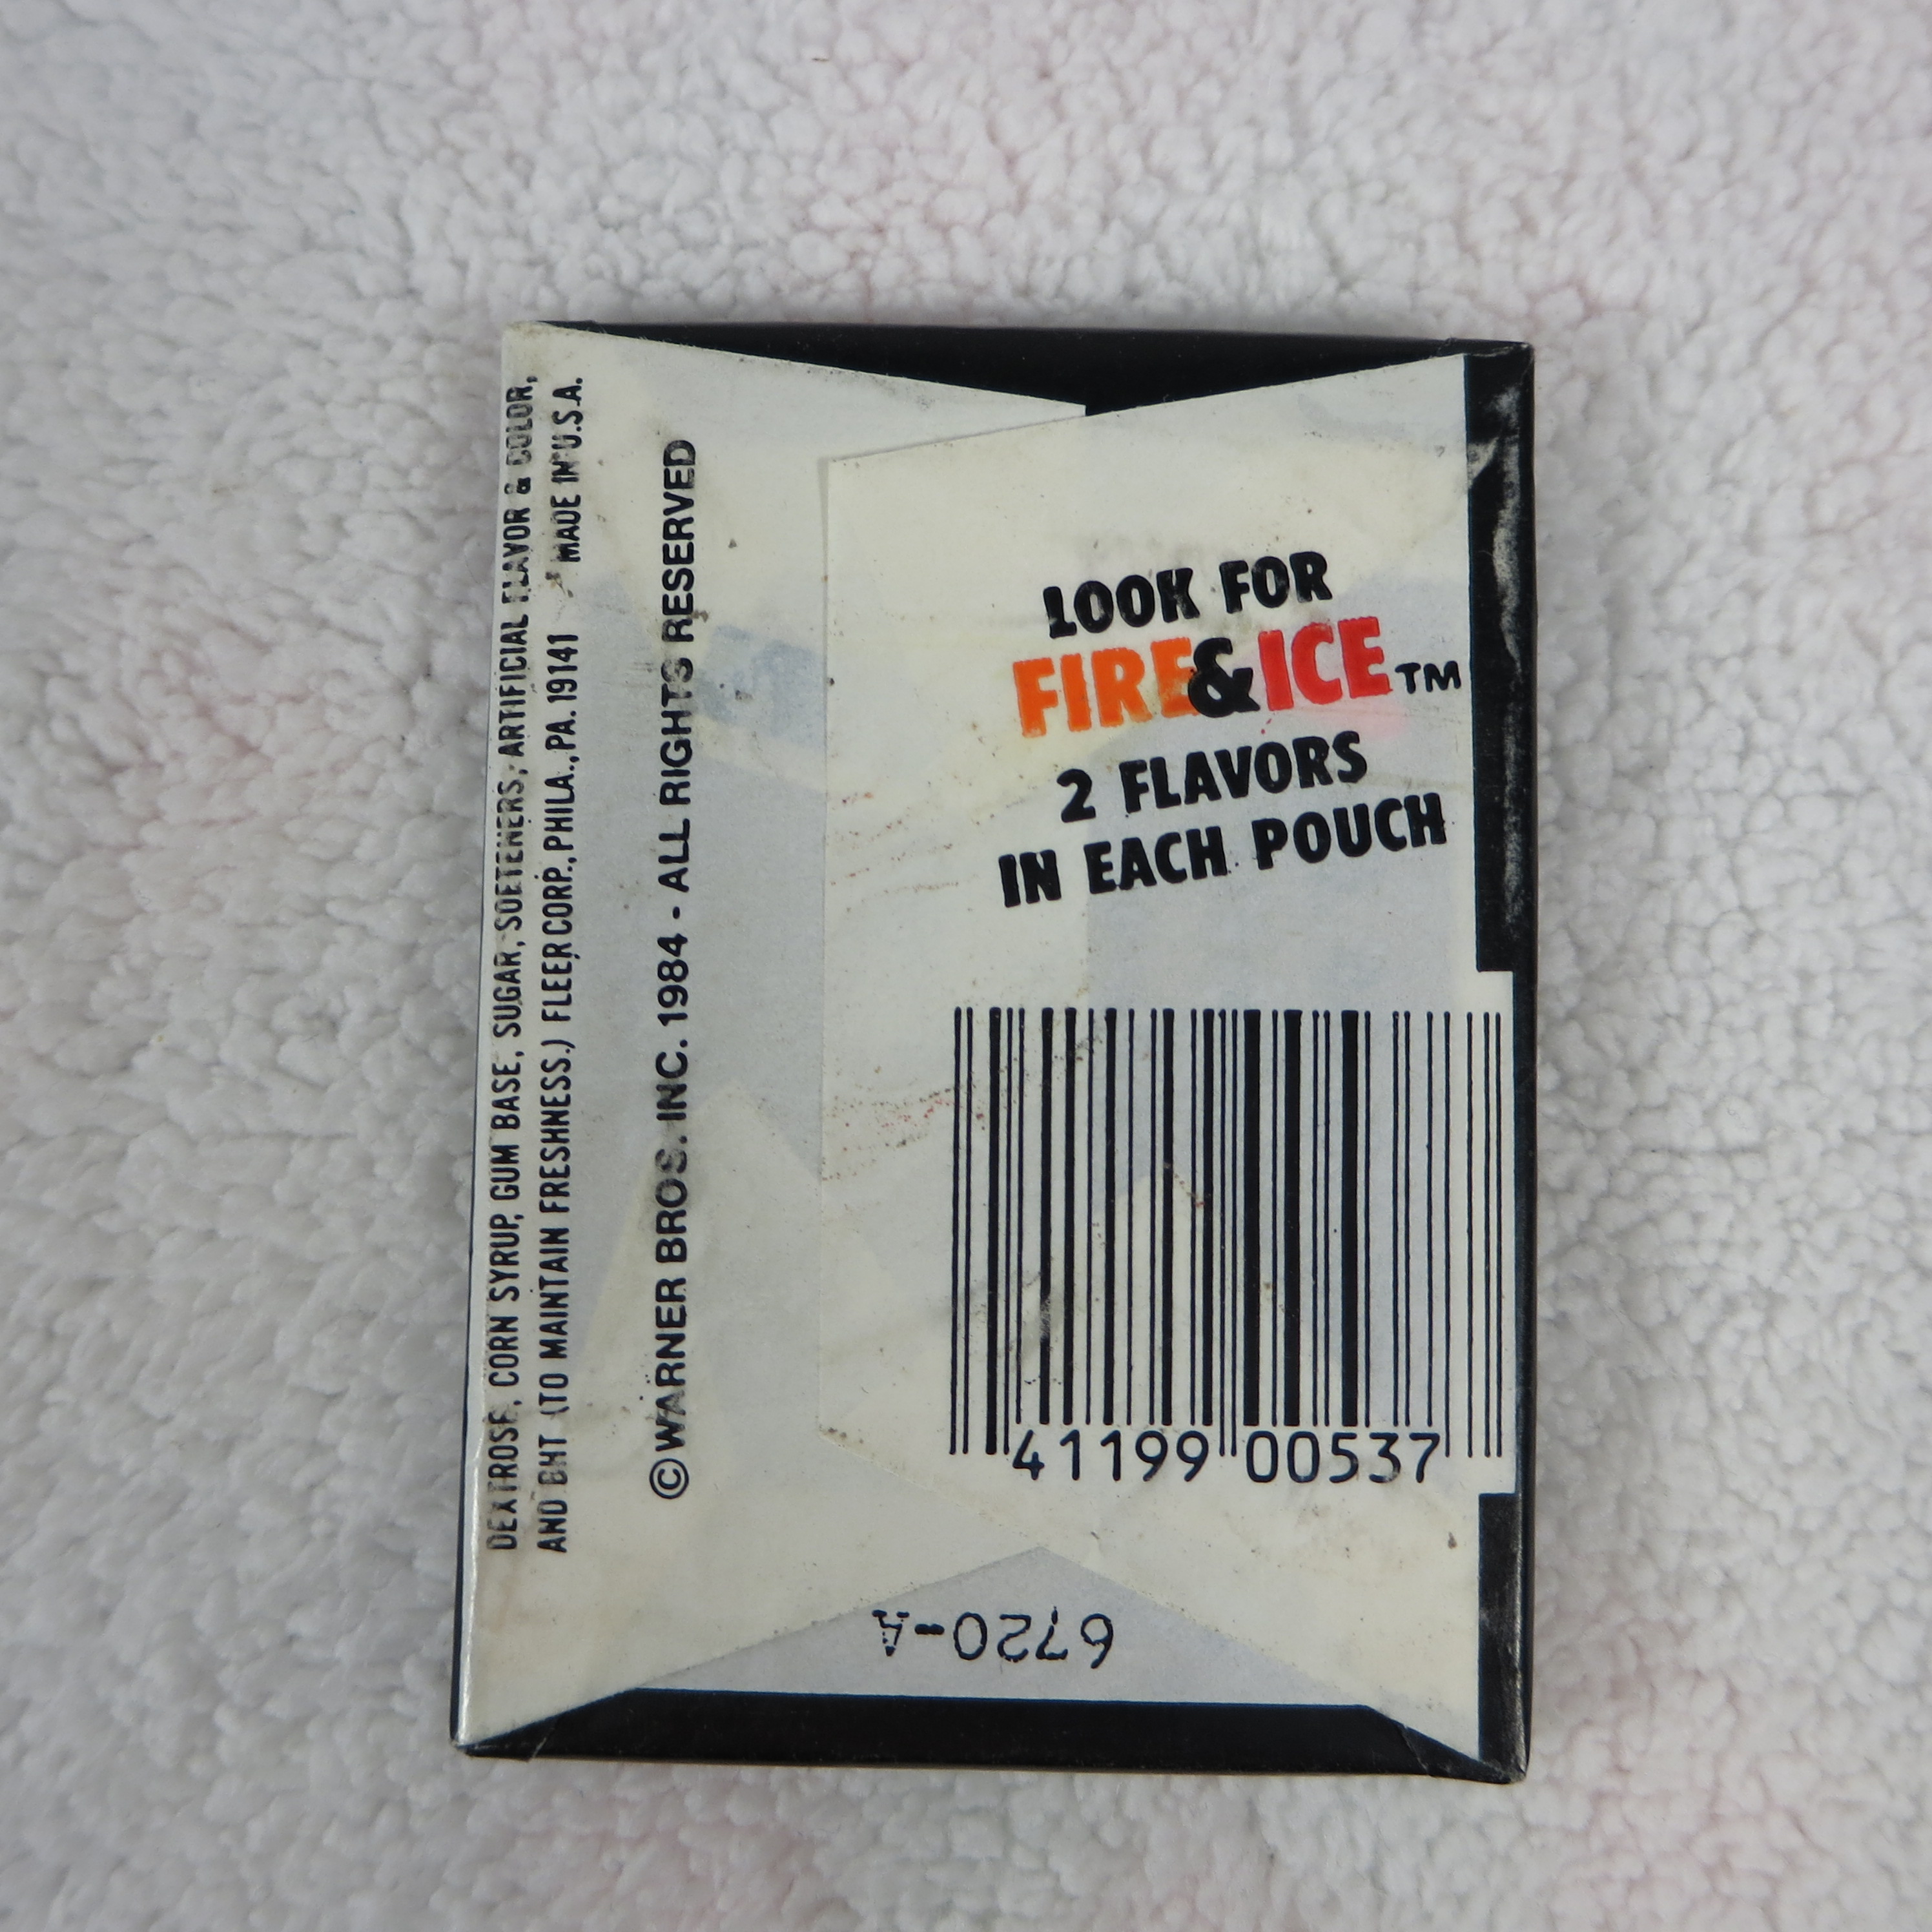 DEXTROSE, CORN SYRUP, GUM BASE, SUGAR, SOFTENERS, ARTIFICIAL FLAVOR & COLOR,
AND BHT (TO MAINTAIN FRESHNESS.) FLEER CORP., PHILA., PA. 19141 MADE IN U.S.A.
© WARNER BROS. INC. 1984 - ALL RIGHTS RESERVED
LOOK FOR
FIRE & ICE TM
2 FLAVORS
IN EACH POUCH
41199 00537
6720-A